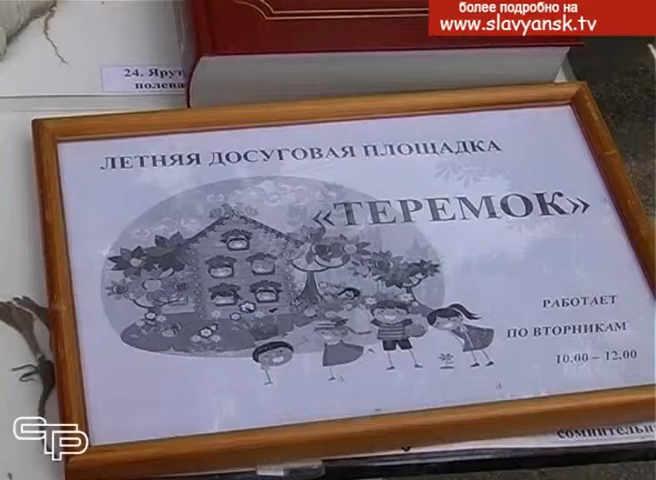 более подробно на
www.slavyansk.tv
24. Ярут
полева
ЛЕТНЯЯ ДОСУГОВАЯ ПЛОЩАДКА
«ТЕРЕМОК»
РАБОТАЕТ
ПО ВТОРНИКАМ
10.00 – 12.00
сомнительн
СТР